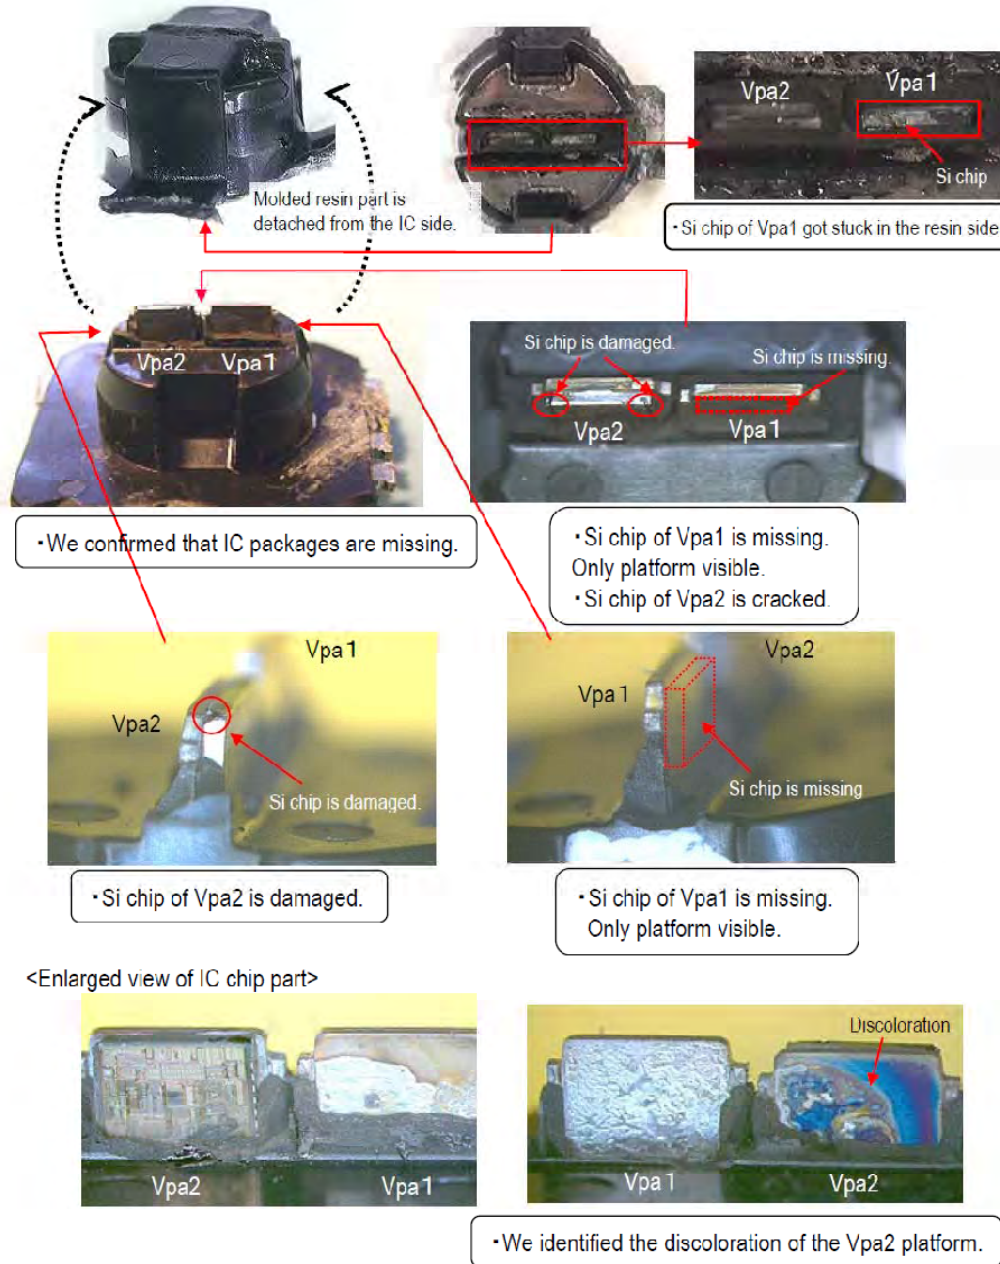 Vpa2
Vpa1
Si chip
Molded resin part is
detached from the IC side.
・Si chip of Vpa1 got stuck in the resin side
Vpa2
Vpa1
Si chip is damaged.
Si chip is missing.
Vpa2
Vpa1
・We confirmed that IC packages are missing.
・Si chip of Vpa1 is missing.
Only platform visible.
・Si chip of Vpa2 is cracked.
Vpa1
Vpa2
Si chip is damaged.
Vpa2
Vpa1
Si chip is missing
・Si chip of Vpa2 is damaged.
・Si chip of Vpa1 is missing.
Only platform visible.
<Enlarged view of IC chip part>
Vpa2
Vpa1
Discoloration
Vpa1
Vpa2
・We identified the discoloration of the Vpa2 platform.